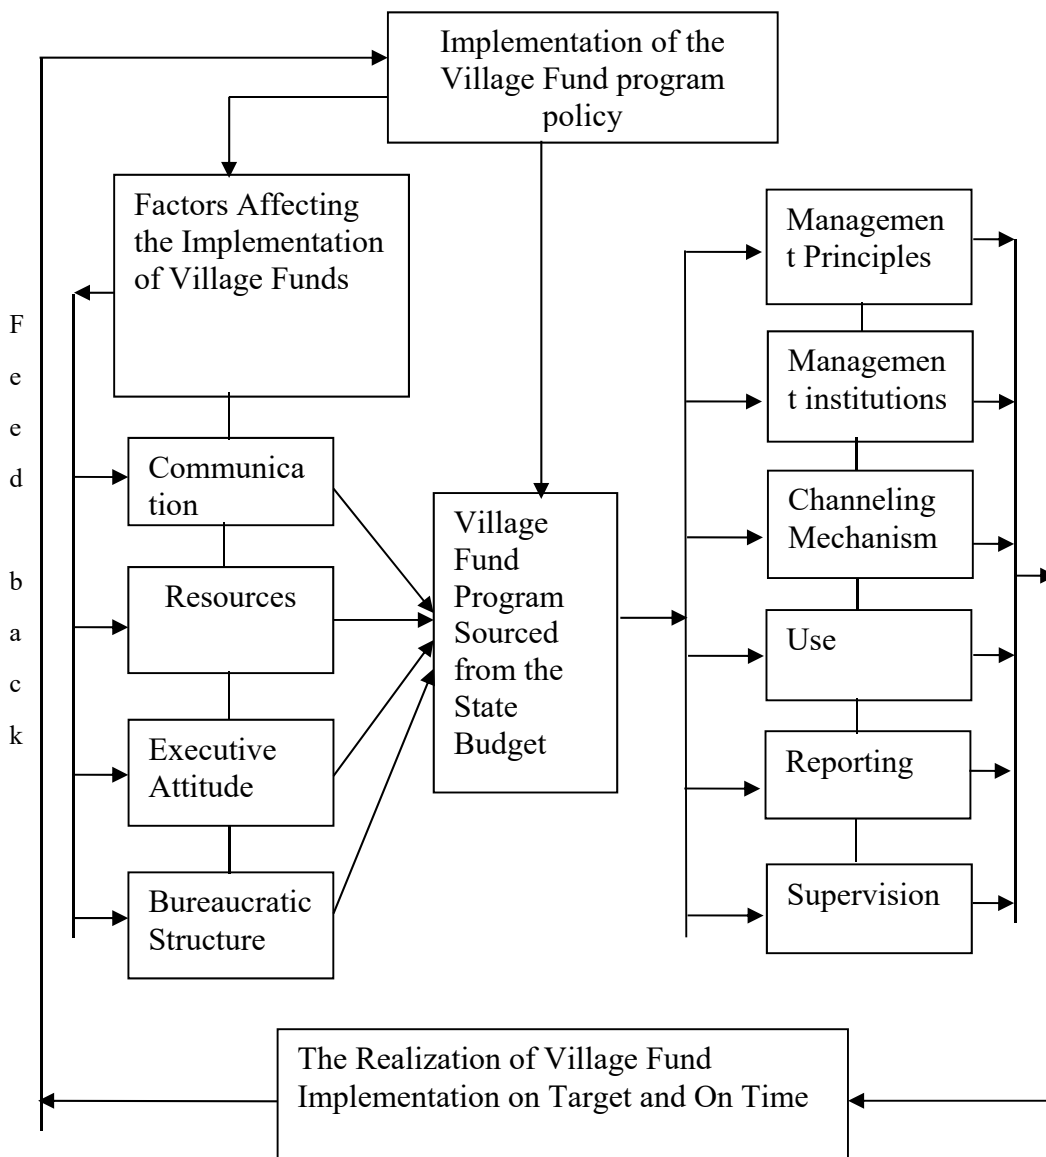 Implementation of the
Village Fund program
policy
Factors Affecting
the Implementation
of Village Funds
F
e
e
d
b
a
c
k
Communica
tion
Resources
Executive
Attitude
Bureaucratic
Structure
Village
Fund
Program
Sourced
from the
State
Budget
Managemen
t Principles
Managemen
t institutions
Channeling
Mechanism
Use
Reporting
Supervision
The Realization of Village Fund
Implementation on Target and On Time